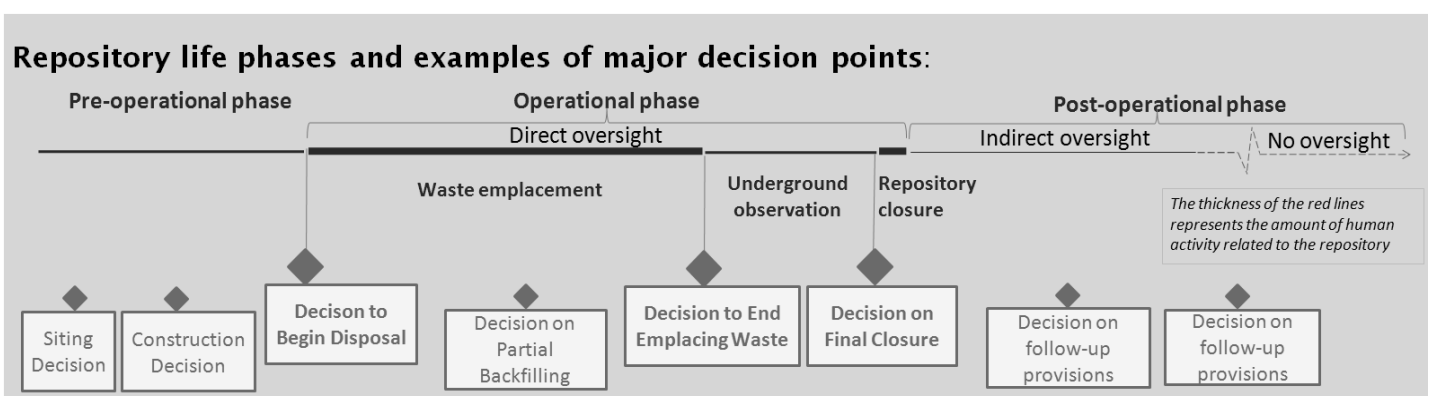 Repository life phases and examples of major decision points:
Pre-operational phase
Operational phase
Post-operational phase
Direct oversight
Indirect oversight
No oversight
Waste emplacement
Underground
observation
Repository
closure
The thickness of the red lines
represents the amount of human
activity related to the repository
Siting
Decision
Construction
Decision
Decison to
Begin Disposal
Decision on
Partial
Backfilling
Decision to End
Emplacing Waste
Decision on
Final Closure
Decision on
follow-up
provisions
Decision on
follow-up
provisions